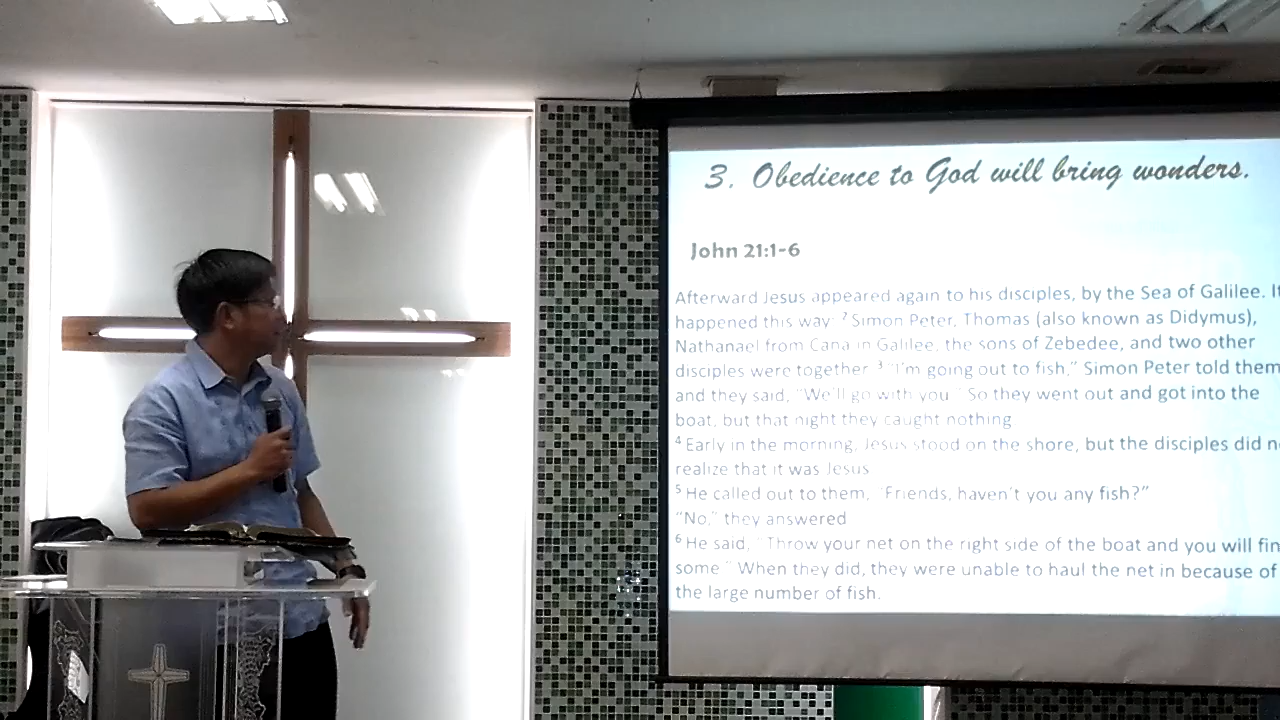 3. Obedience to God will bring wonders.
John 21:1-6
Afterward Jesus appeared again to his disciples, by the Sea of Galilee. It
happened this way: ² Simon Peter, Thomas (also known as Didymus),
Nathanael from Cana in Galilee, the sons of Zebedee, and two other
disciples were together. ³ "I'm going out to fish," Simon Peter told them
and they said, "We'll go with you." So they went out and got into the
boat, but that night they caught nothing
⁴ Early in the morning, Jesus stood on the shore, but the disciples did
realize that it was Jesus
⁵ He called out to them, "Friends, haven't you any fish?"
"No," they answered
⁶ He said, "Throw your net on the right side of the boat and you will
some." When they did, they were unable to haul the net in because of
the large number of fish.